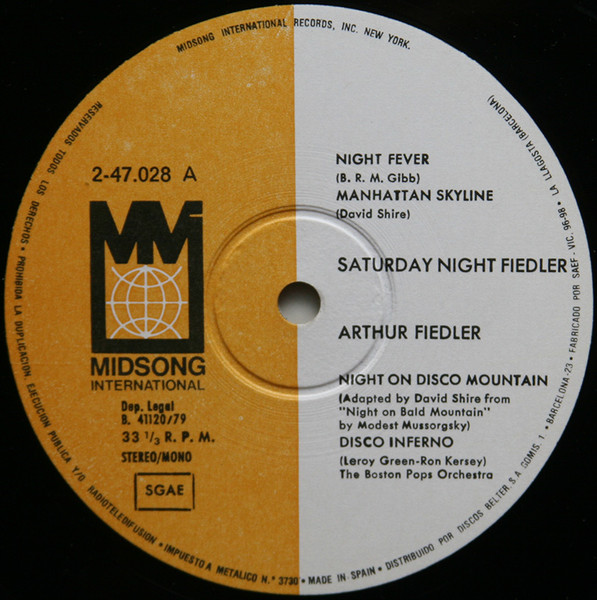 MIDSONG INTERNATIONAL RECORDS, INC. NEW YORK.
RESERVADOS TODOS LOS DERECHOS • PROHIBIDA LA DUPLICACION, EJECUCION PUBLICA Y/O RADIOTELEDIFUSION • IMPUESTO A METALICO N.º 3730 • MADE IN SPAIN • DISTRIBUIDO POR DISCOS BELTER, S.A. GOMIS, 1 • BARCELONA-23 • FABRICADO POR SAEF - VIC, 96-98 • LA LLAGOSTA (BARCELONA)
2-47.028 A
MM
MIDSONG
INTERNATIONAL
Dep. Legal
B. 41120/79
33 1/3 R. P. M.
STEREO/MONO
SGAE
NIGHT FEVER
(B. R. M. Gibb)
MANHATTAN SKYLINE
(David Shire)
SATURDAY NIGHT FIEDLER
ARTHUR FIEDLER
NIGHT ON DISCO MOUNTAIN
(Adapted by David Shire from
"Night on Bald Mountain"
by Modest Mussorgsky)
DISCO INFERNO
(Leroy Green-Ron Kersey)
The Boston Pops Orchestra